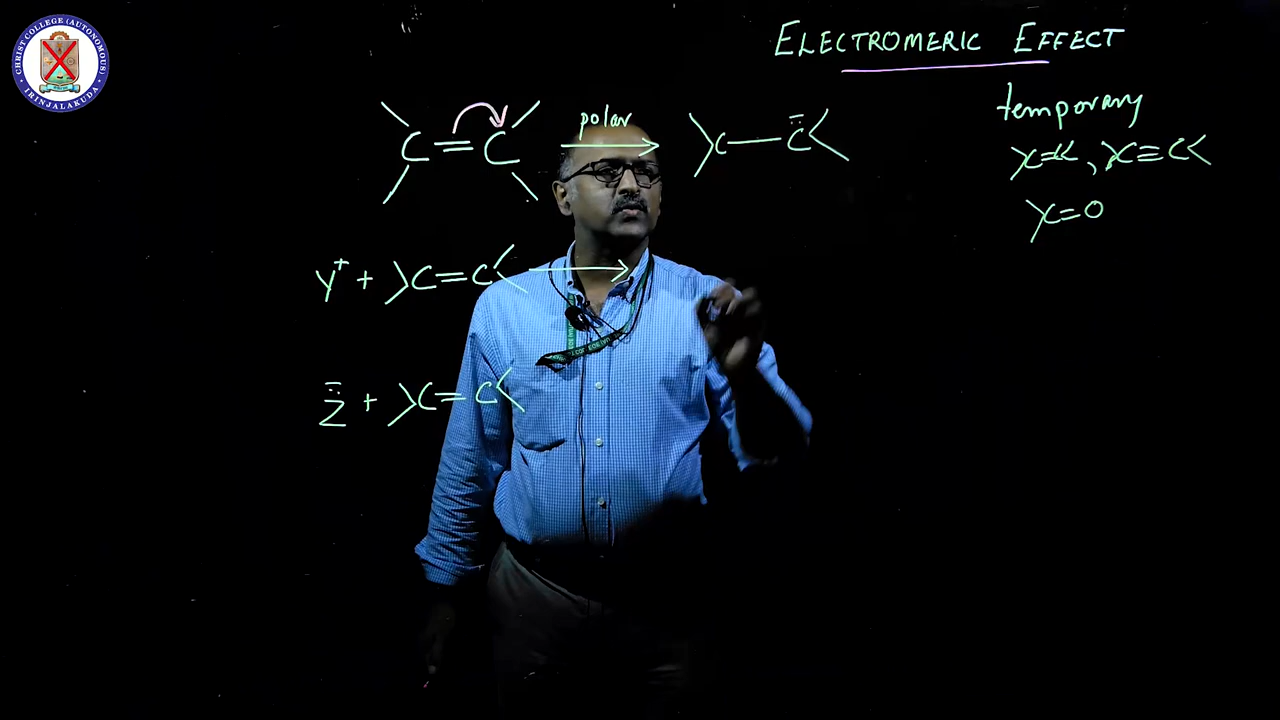 CHRIST COLLEGE (AUTONOMOUS)
IRINJALAKUDA
ELECTROMERIC EFFECT
temporary
>C=C<, >C≡C<
>C=O
>C=C< polar → >C—C̄̈<
y⁺ + >C=C< →
Z̄̈ + >C=C<